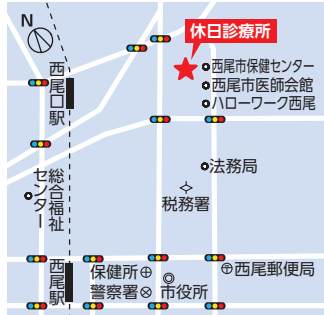 N
休日診療所
西尾市保健センター
西尾市医師会館
ハローワーク西尾
西尾口駅
法務局
総合福祉
センター
税務署
西尾駅
保健所
警察署
市役所
西尾郵便局